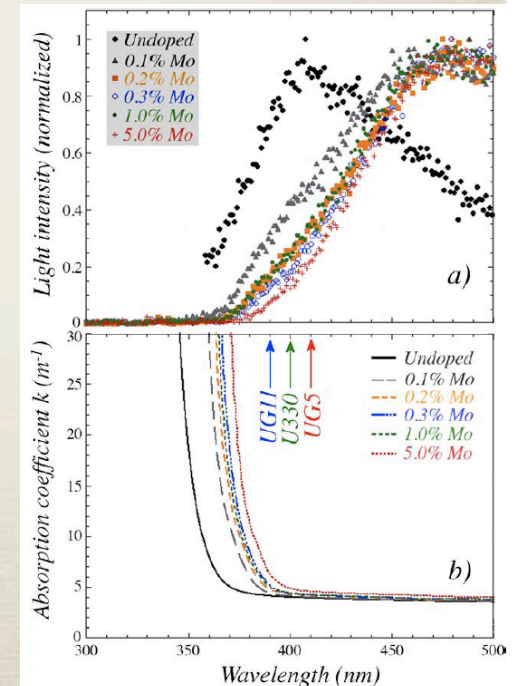 Light intensity (normalized)
1
0.8
0.6
0.4
0.2
0
Undoped
0.1% Mo
0.2% Mo
0.3% Mo
1.0% Mo
5.0% Mo
a)
Absorption coefficient k (m-1)
30
25
20
15
10
5
0
UG11
U330
UG5
Undoped
0.1% Mo
0.2% Mo
0.3% Mo
1.0% Mo
5.0% Mo
b)
300 350 400 450 500
Wavelength (nm)